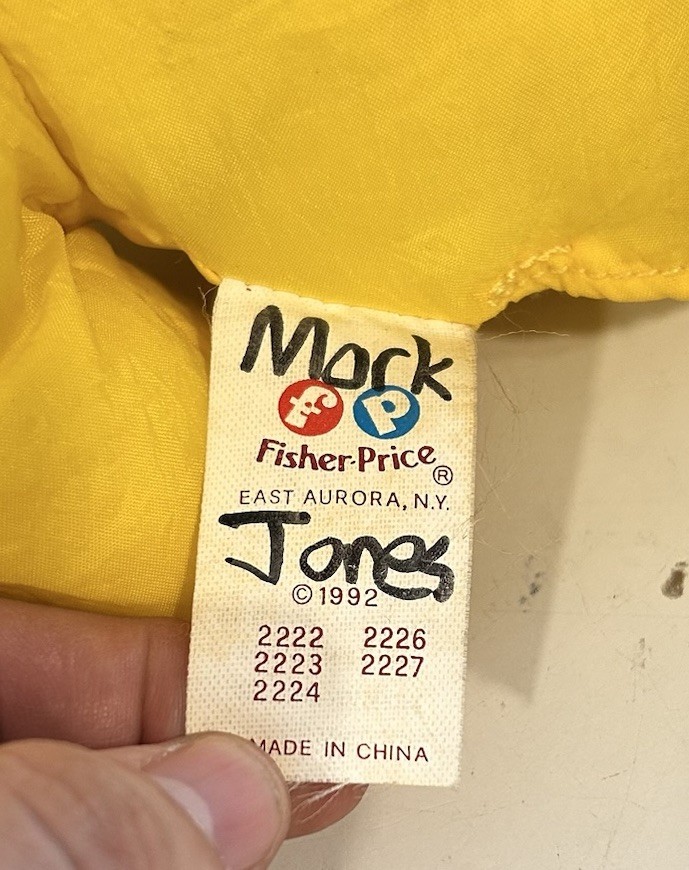 Mark
fp
Fisher-Price®
EAST AURORA, N.Y.
Jones
©1992
2222 2226
2223 2227
2224
MADE IN CHINA